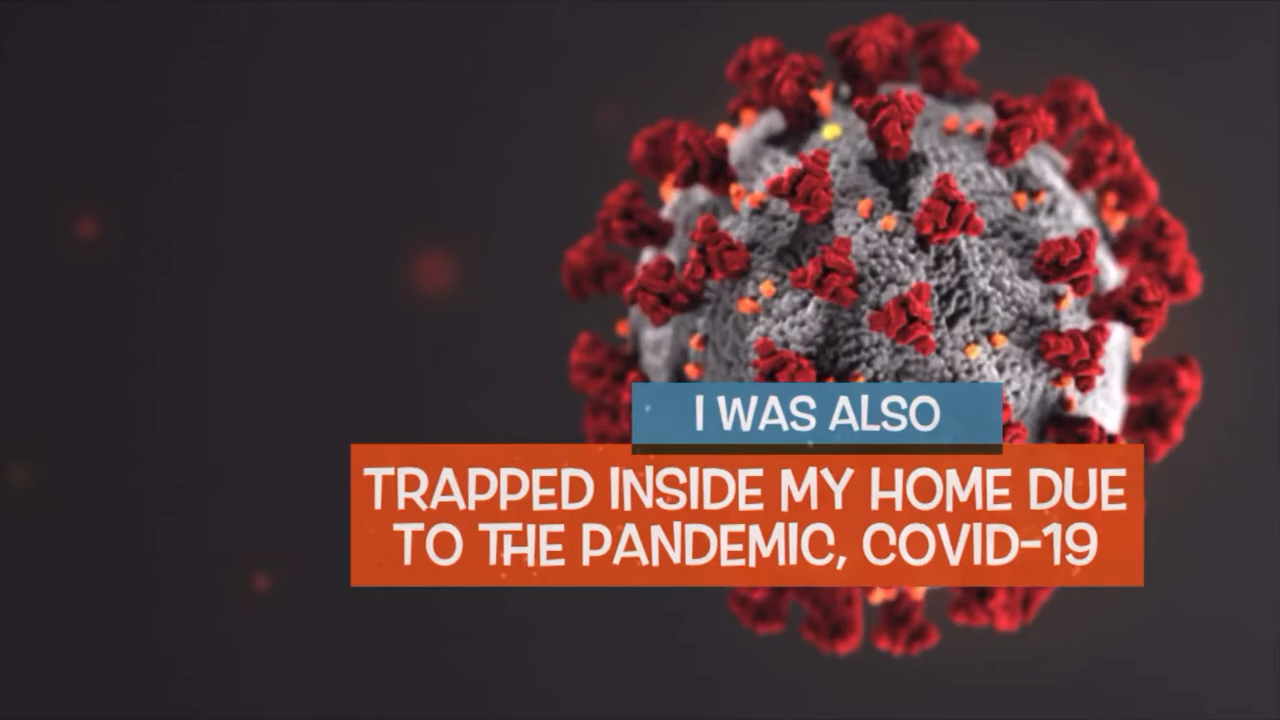 I WAS ALSO
TRAPPED INSIDE MY HOME DUE
TO THE PANDEMIC, COVID-19